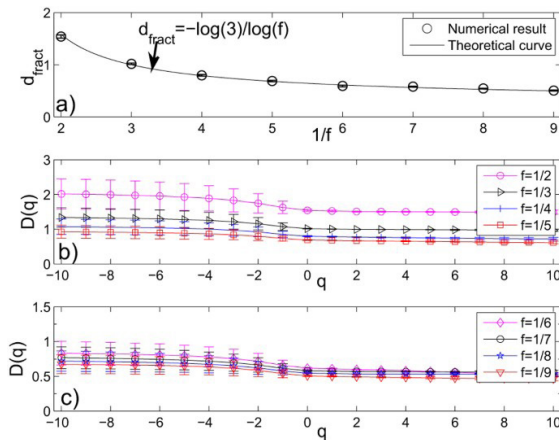 2
1
0
d_fract
d_fract=−log(3)/log(f)
Numerical result
Theoretical curve
a)
2 3 4 5 6 7 8 9
1/f
3
2
1
0
D(q)
f=1/2
f=1/3
f=1/4
f=1/5
b)
−10 −8 −6 −4 −2 0 2 4 6 8 10
q
1.5
1
0.5
0
D(q)
f=1/6
f=1/7
f=1/8
f=1/9
c)
−10 −8 −6 −4 −2 0 2 4 6 8 10
q